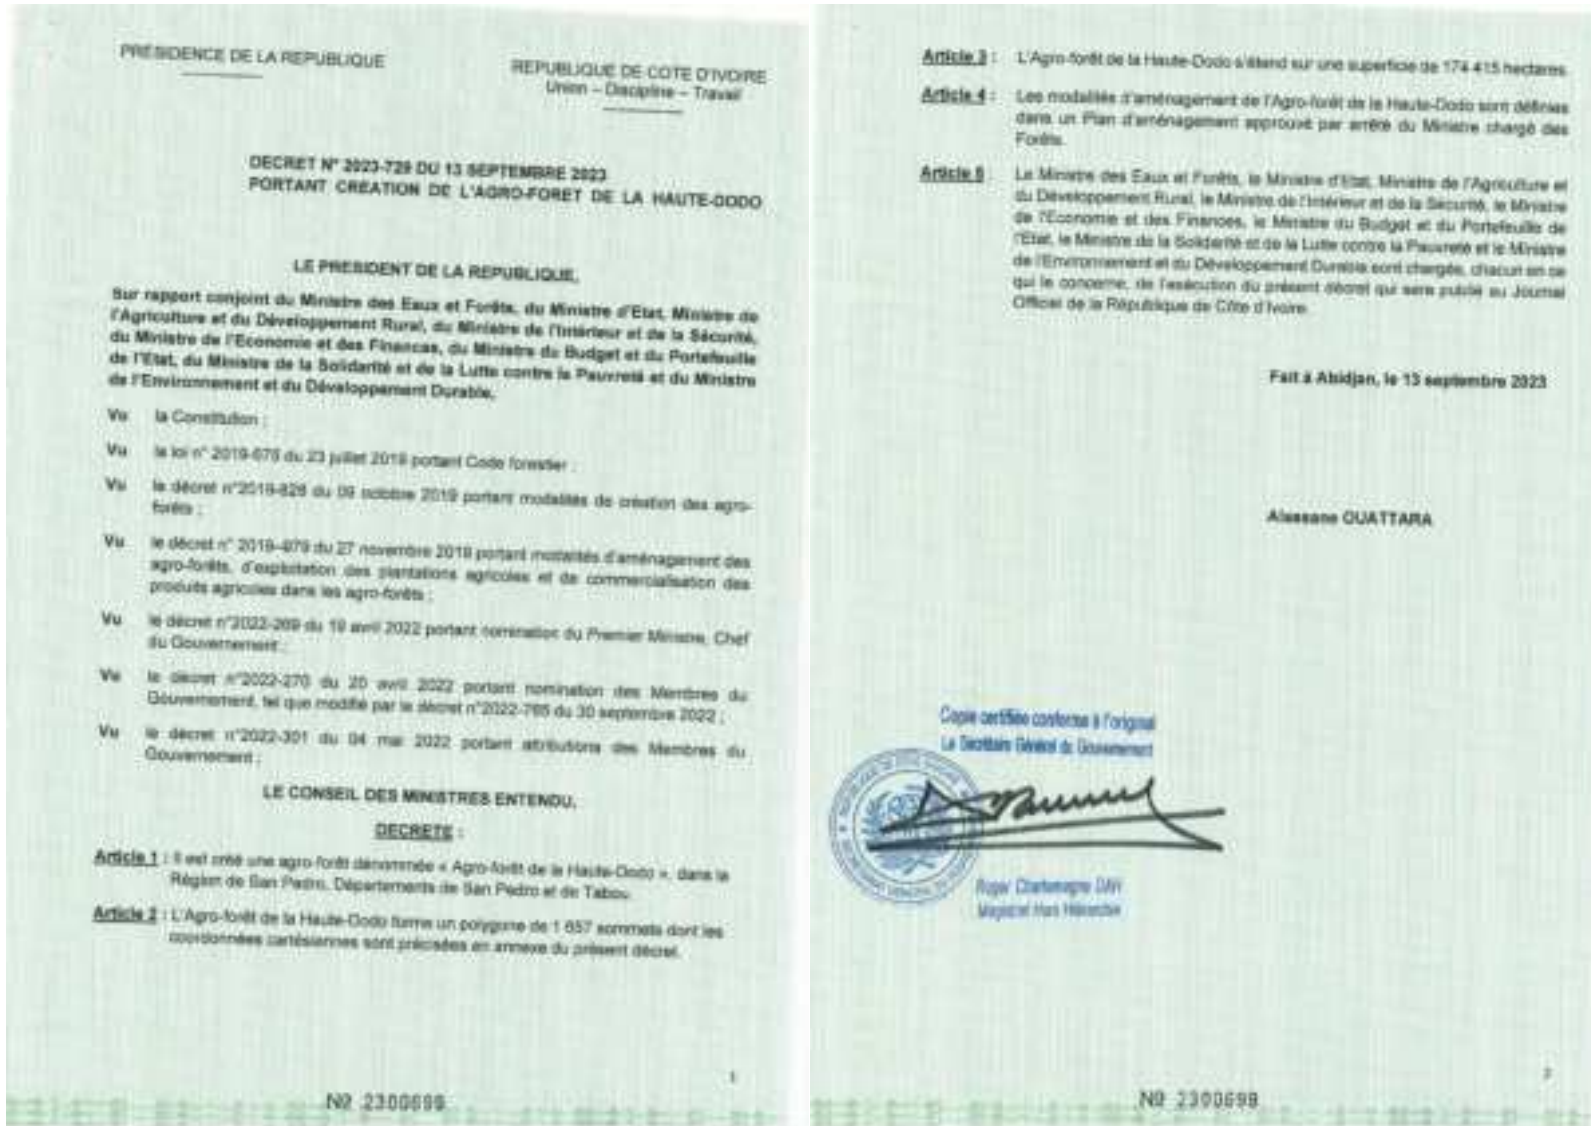 PRESIDENCE DE LA REPUBLIQUE
REPUBLIQUE DE COTE D'IVOIRE
Union – Discipline – Travail
DECRET N° 2023-729 DU 13 SEPTEMBRE 2023
PORTANT CREATION DE L'AGRO-FORET DE LA HAUTE-DODO
LE PRESIDENT DE LA REPUBLIQUE,
Sur rapport conjoint du Ministre des Eaux et Forêts, du Ministre d'Etat, Ministre de
l'Agriculture et du Développement Rural, du Ministre de l'Intérieur et de la Sécurité,
du Ministre de l'Economie et des Finances, du Ministre du Budget et du Portefeuille
de l'Etat, du Ministre de la Solidarité et de la Lutte contre la Pauvreté et du Ministre
de l'Environnement et du Développement Durable,
Vu la Constitution ;
Vu la loi n° 2019-675 du 23 juillet 2019 portant Code forestier ;
Vu le décret n°2019-828 du 09 octobre 2019 portant modalités de création des agro-
forêts ;
Vu le décret n° 2019-979 du 27 novembre 2019 portant modalités d'aménagement des
agro-forêts, d'exploitation des plantations agricoles et de commercialisation des
produits agricoles dans les agro-forêts ;
Vu le décret n°2022-269 du 19 avril 2022 portant nomination du Premier Ministre, Chef
du Gouvernement ;
Vu le décret n°2022-270 du 20 avril 2022 portant nomination des Membres du
Gouvernement, tel que modifié par le décret n°2022-765 du 30 septembre 2022 ;
Vu le décret n°2022-301 du 04 mai 2022 portant attributions des Membres du
Gouvernement ;
LE CONSEIL DES MINISTRES ENTENDU,
DECRETE :
Article 1 : Il est créé une agro-forêt dénommée « Agro-forêt de la Haute-Dodo », dans la
Région de San Pedro, Départements de San Pedro et de Tabou.
Article 2 : L'Agro-forêt de la Haute-Dodo forme un polygone de 1 657 sommets dont les
coordonnées cartésiennes sont précisées en annexe du présent décret.
1
N° 2300699
Article 3 : L'Agro-forêt de la Haute-Dodo s'étend sur une superficie de 174 415 hectares.
Article 4 : Les modalités d'aménagement de l'Agro-forêt de la Haute-Dodo sont définies
dans un Plan d'aménagement approuvé par arrêté du Ministre chargé des
Forêts.
Article 5 Le Ministre des Eaux et Forêts, le Ministre d'Etat, Ministre de l'Agriculture et
du Développement Rural, le Ministre de l'Intérieur et de la Sécurité, le Ministre
de l'Economie et des Finances, le Ministre du Budget et du Portefeuille de
l'Etat, le Ministre de la Solidarité et de la Lutte contre la Pauvreté et le Ministre
de l'Environnement et du Développement Durable sont chargés, chacun en ce
qui le concerne, de l'exécution du présent décret qui sera publié au Journal
Officiel de la République de Côte d'Ivoire.
Fait à Abidjan, le 13 septembre 2023
Alassane OUATTARA
Copie certifiée conforme à l'original
Le Secrétaire Général du Gouvernement
Roger Charlemagne DAH
Magistrat Hors Hiérarchie
2
N° 2300699